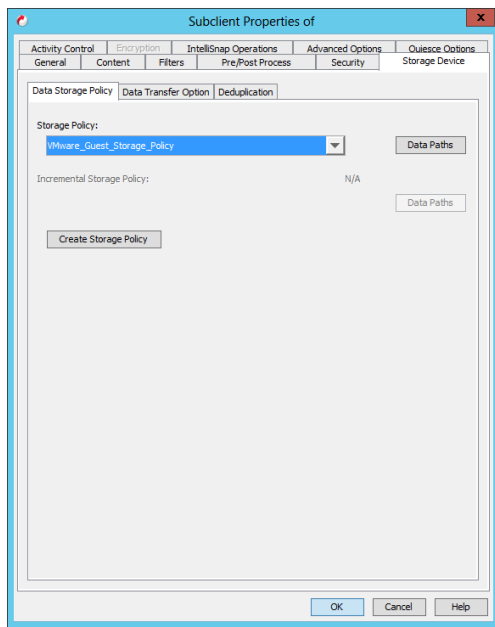 Subclient Properties of
x
Activity Control Encryption IntelliSnap Operations Advanced Options Quiesce Options
General Content Filters Pre/Post Process Security Storage Device
Data Storage Policy Data Transfer Option Deduplication
Storage Policy:
VMware_Guest_Storage_Policy Data Paths
Incremental Storage Policy: N/A
Data Paths
Create Storage Policy
OK Cancel Help